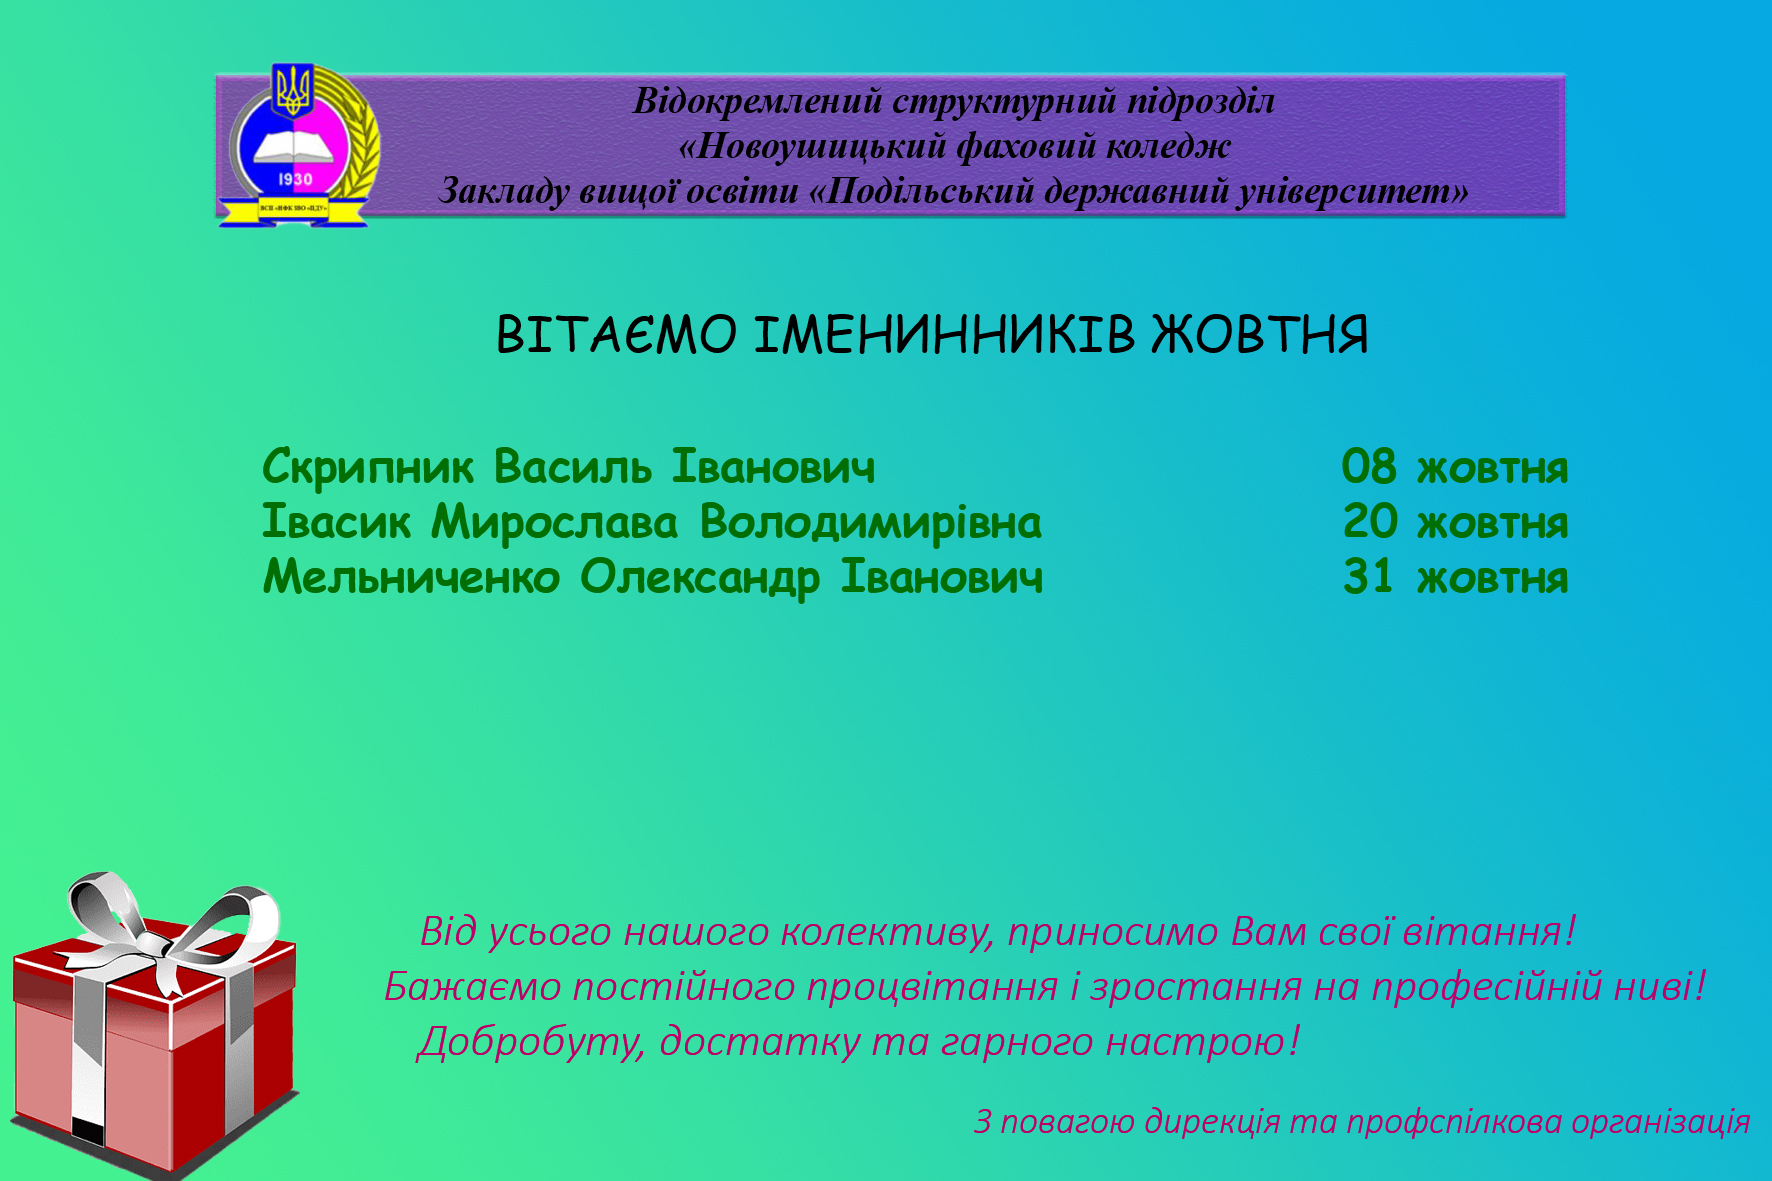 Відокремлений структурний підрозділ
«Новоушицький фаховий коледж
Закладу вищої освіти «Подільський державний університет»
1930
ВСП «НФК ЗВО «ПДУ»
ВІТАЄМО ІМЕНИННИКІВ ЖОВТНЯ
Скрипник Василь Іванович 08 жовтня
Івасик Мирослава Володимирівна 20 жовтня
Мельниченко Олександр Іванович 31 жовтня
Від усього нашого колективу, приносимо Вам свої вітання!
Бажаємо постійного процвітання і зростання на професійній ниві!
Добробуту, достатку та гарного настрою!
З повагою дирекція та профспілкова організація